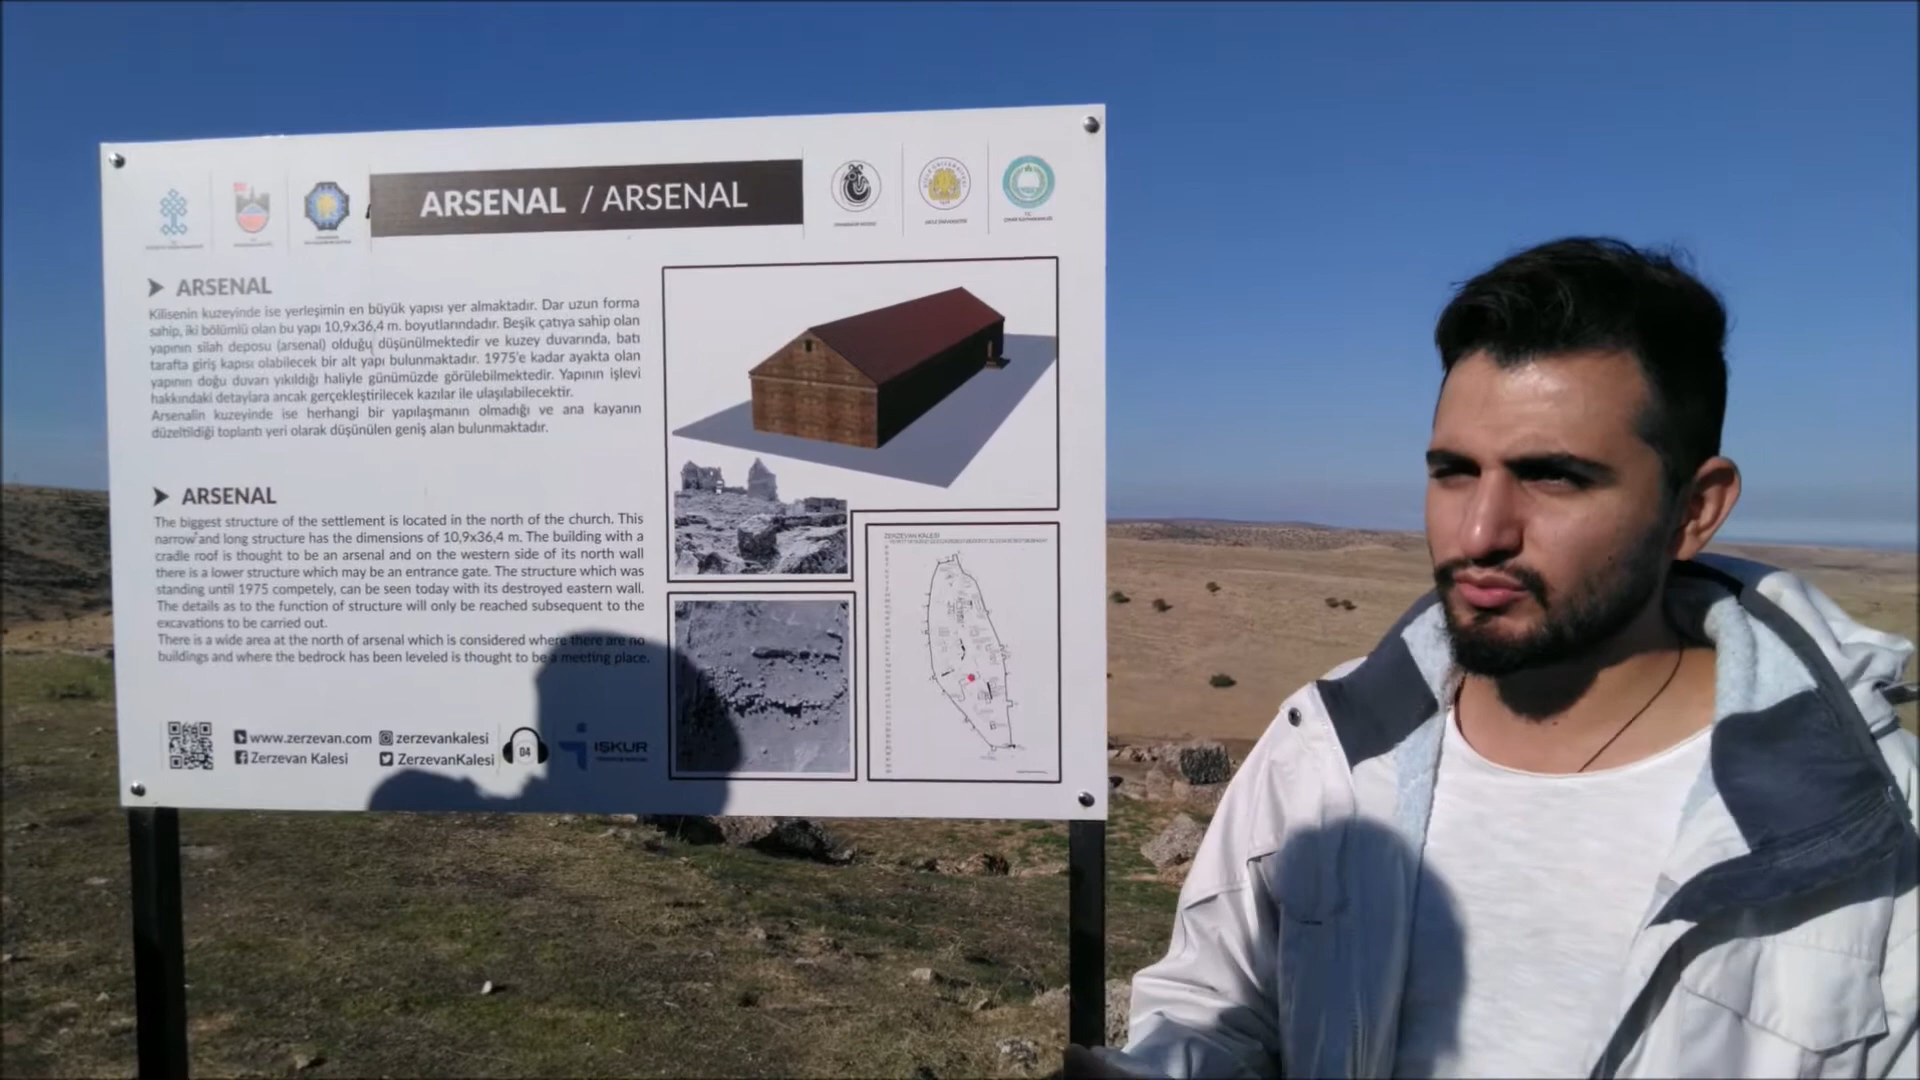 ARSENAL / ARSENAL
ARSENAL
Kilisenin kuzeyinde ise yerleşimin en büyük yapısı yer almaktadır. Dar uzun forma
sahip, iki bölümlü olan bu yapı 10,9x36,4 m. boyutlarındadır. Beşik çatıya sahip olan
yapının silah deposu (arsenal) olduğu düşünülmektedir ve kuzey duvarında, batı
tarafta giriş kapısı olabilecek bir alt yapı bulunmaktadır. 1975'e kadar ayakta olan
yapının doğu duvarı yıkıldığı haliyle günümüzde görülebilmektedir. Yapının işlevi
hakkındaki detaylara ancak gerçekleştirilecek kazılar ile ulaşılabilecektir.
Arsenalin kuzeyinde ise herhangi bir yapılaşmanın olmadığı ve ana kayanın
düzeltildiği toplantı yeri olarak düşünülen geniş alan bulunmaktadır.
ARSENAL
The biggest structure of the settlement is located in the north of the church. This
narrow and long structure has the dimensions of 10,9x36,4 m. The building with a
cradle roof is thought to be an arsenal and on the western side of its north wall
there is a lower structure which may be an entrance gate. The structure which was
standing until 1975 competely, can be seen today with its destroyed eastern wall.
The details as to the function of structure will only be reached subsequent to the
excavations to be carried out.
There is a wide area at the north of arsenal which is considered where there are no
buildings and where the bedrock has been leveled is thought to be a meeting place.
www.zerzevan.com zerzevankalesi
Zerzevan Kalesi ZerzevanKalesi
04
İŞKUR
ZERZEVAN KALESİ